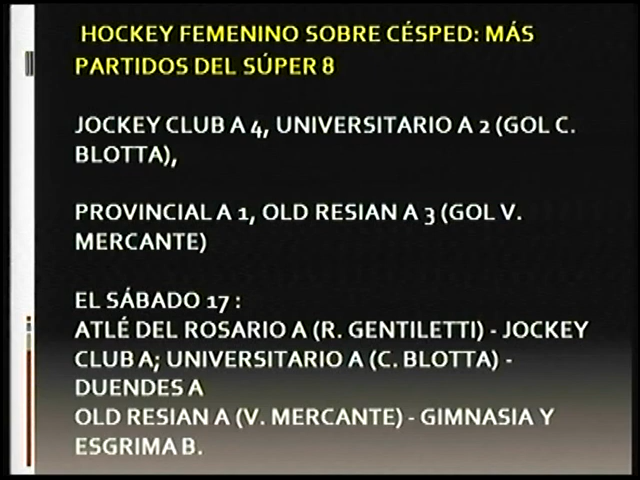 HOCKEY FEMENINO SOBRE CÉSPED: MÁS
PARTIDOS DEL SÚPER 8
JOCKEY CLUB A 4, UNIVERSITARIO A 2 (GOL C.
BLOTTA),
PROVINCIAL A 1, OLD RESIAN A 3 (GOL V.
MERCANTE)
EL SÁBADO 17 :
ATLÉ DEL ROSARIO A (R. GENTILETTI) - JOCKEY
CLUB A; UNIVERSITARIO A (C. BLOTTA) -
DUENDES A
OLD RESIAN A (V. MERCANTE) - GIMNASIA Y
ESGRIMA B.